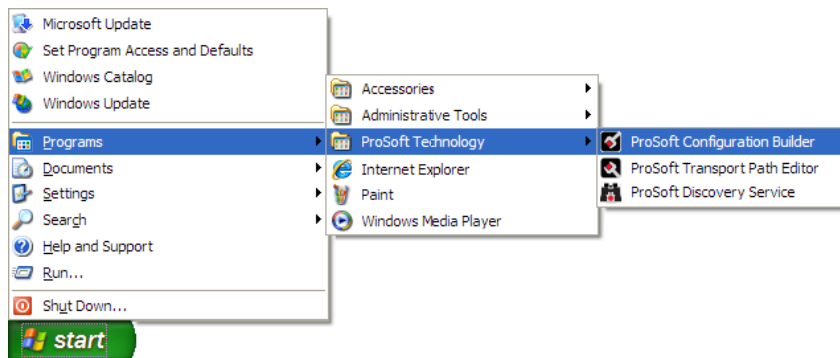 Microsoft Update
Set Program Access and Defaults
Windows Catalog
Windows Update
Programs
Documents
Settings
Search
Help and Support
Run...
Shut Down...
start
Accessories
Administrative Tools
ProSoft Technology
Internet Explorer
Paint
Windows Media Player
ProSoft Configuration Builder
ProSoft Transport Path Editor
ProSoft Discovery Service